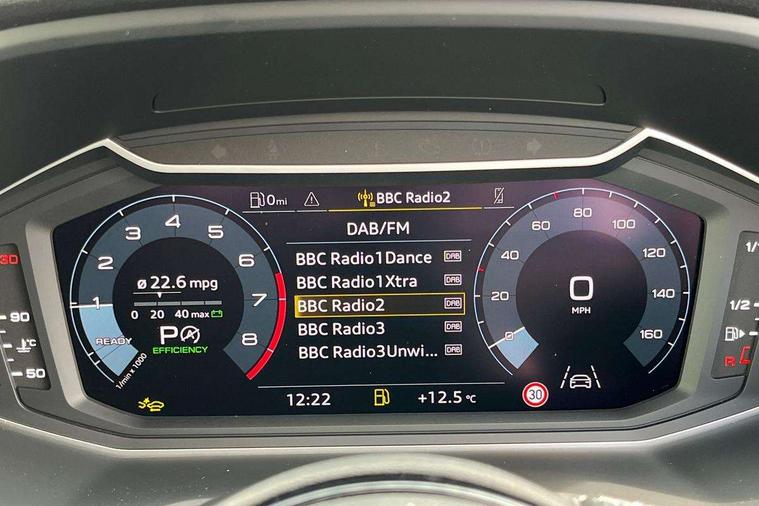 0 mi
BBC Radio2
DAB/FM
BBC Radio1Dance DAB
BBC Radio1Xtra DAB
BBC Radio2 DAB
BBC Radio3 DAB
BBC Radio3Unwi... DAB
1 2 3 4 5 6 7 8
ø 22.6 mpg
0 20 40 max
P
EFFICIENCY
READY
1/min x 1000
0 20 40 60 80 100 120 140 160
0
MPH
12:22
+12.5 °C
30
90
°C
50
1/1
1/2
R